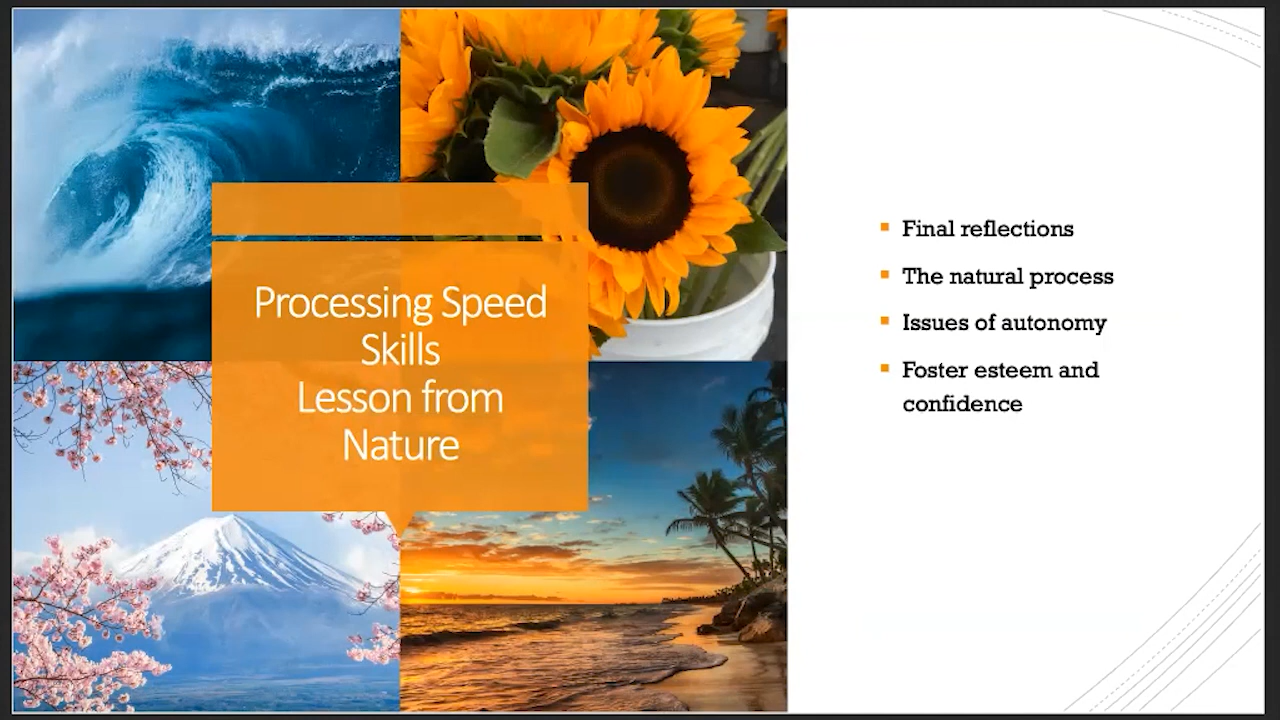 Processing Speed
Skills
Lesson from
Nature
Final reflections
The natural process
Issues of autonomy
Foster esteem and
confidence